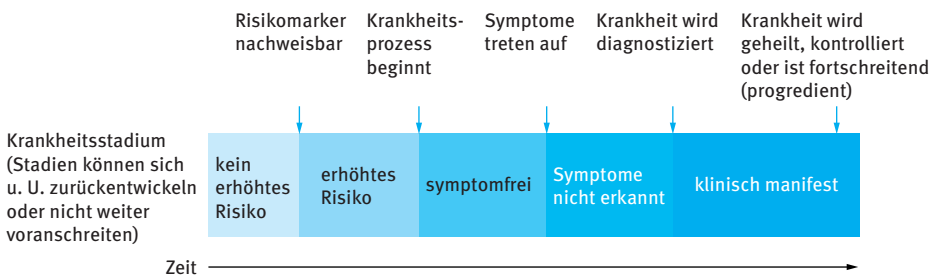 Risikomarker
nachweisbar
Krankheits-
prozess
beginnt
Symptome
treten auf
Krankheit wird
diagnostiziert
Krankheit wird
geheilt, kontrolliert
oder ist fortschreitend
(progredient)
Krankheitsstadium
(Stadien können sich
u. U. zurückentwickeln
oder nicht weiter
voranschreiten)
kein
erhöhtes
Risiko
erhöhtes
Risiko
symptomfrei
Symptome
nicht erkannt
klinisch manifest
Zeit